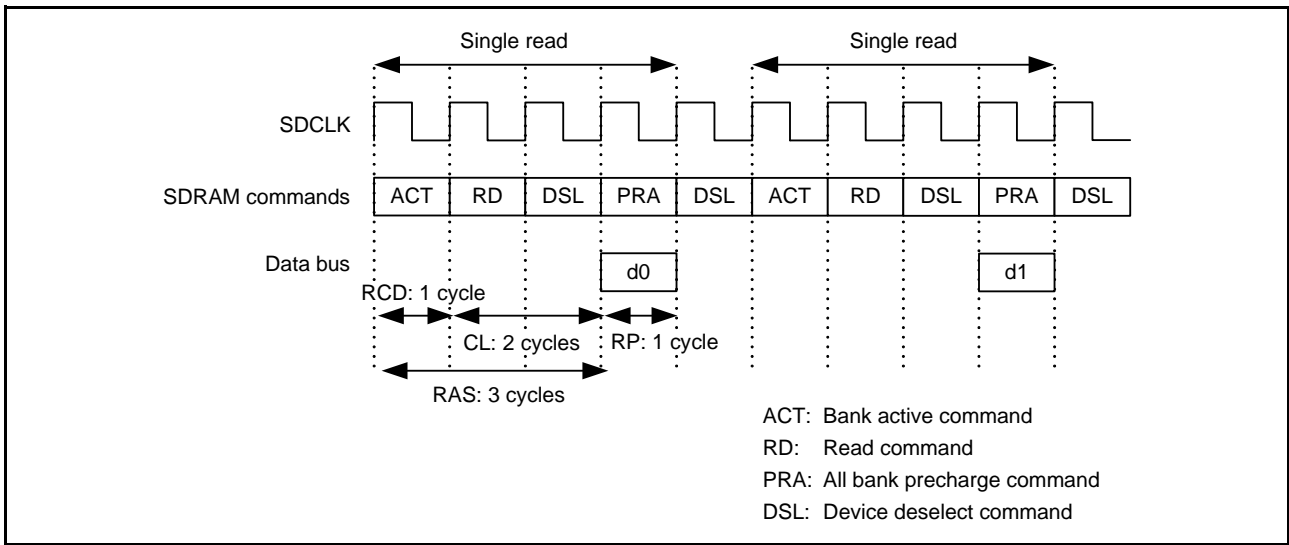 Single read Single read
SDCLK
SDRAM commands ACT RD DSL PRA DSL ACT RD DSL PRA DSL
Data bus d0 d1
RCD: 1 cycle
CL: 2 cycles RP: 1 cycle
RAS: 3 cycles
ACT: Bank active command
RD: Read command
PRA: All bank precharge command
DSL: Device deselect command